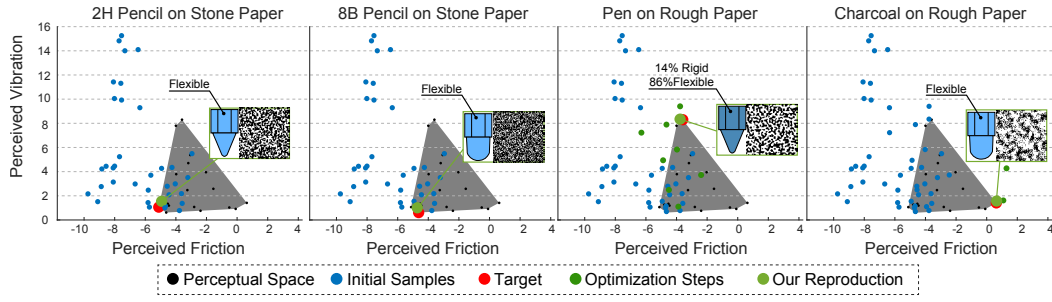 2H Pencil on Stone Paper
8B Pencil on Stone Paper
Pen on Rough Paper
Charcoal on Rough Paper
Perceived Vibration
16
14
12
10
8
6
4
2
0
Flexible
Flexible
14% Rigid
86%Flexible
Flexible
-10 -8 -6 -4 -2 0 2 4
-10 -8 -6 -4 -2 0 2 4
-10 -8 -6 -4 -2 0 2 4
-10 -8 -6 -4 -2 0 2 4
Perceived Friction
Perceived Friction
Perceived Friction
Perceived Friction
Perceptual Space
Initial Samples
Target
Optimization Steps
Our Reproduction